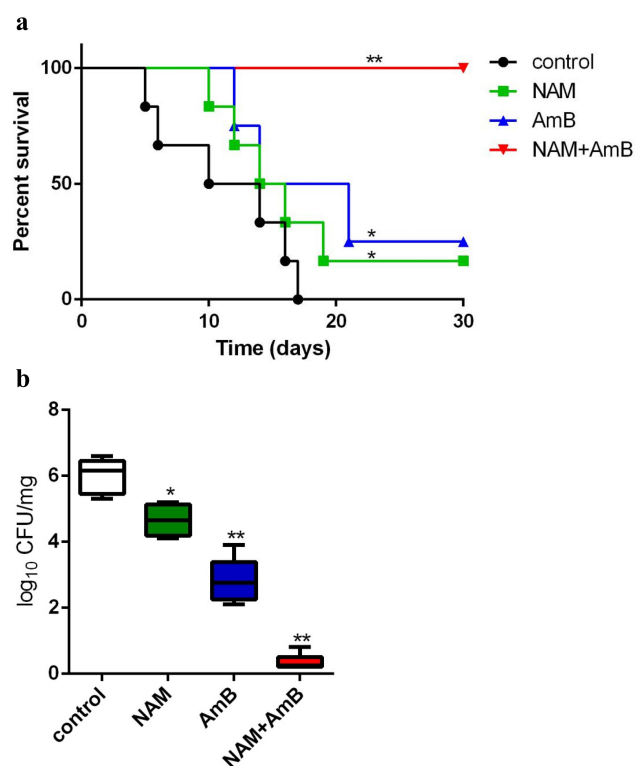 a
Percent survival
100
50
0
0 10 20 30
Time (days)
**
*
*
control
NAM
AmB
NAM+AmB
b
log10 CFU/mg
8
6
4
2
0
*
**
**
control
NAM
AmB
NAM+AmB